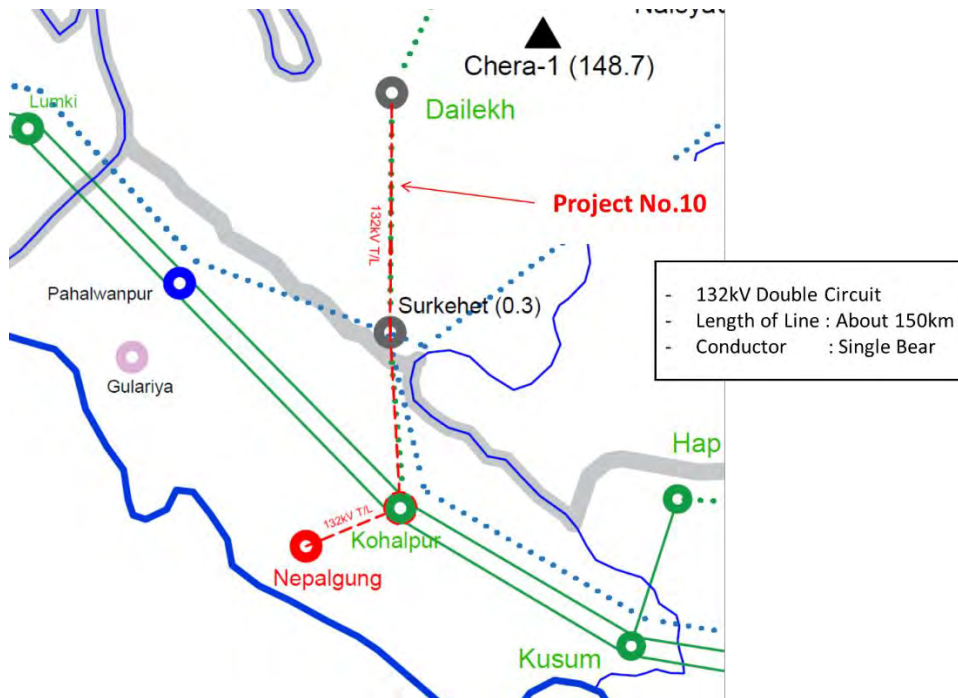 Chera-1 (148.7)
Lumki
Dailekh
Project No.10
132kV T/L
Pahalwanpur
Surkehet (0.3)
- 132kV Double Circuit
- Length of Line : About 150km
- Conductor : Single Bear
Gulariya
Hap
132kV T/L
Kohalpur
Nepalgung
Kusum